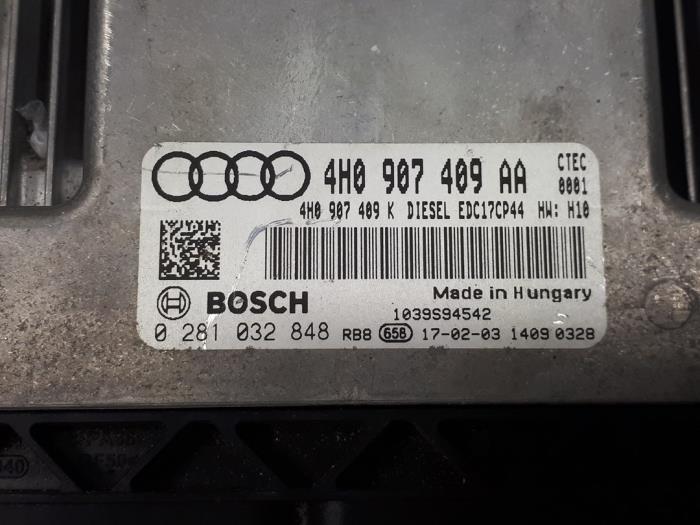 4H0 907 409 AA
CTEC
0001
4H0 907 409 K DIESEL EDC17CP44 HW: H10
BOSCH
Made in Hungary
1039S94542
0 281 032 848 RB8 658 17-02-03 1409 0328